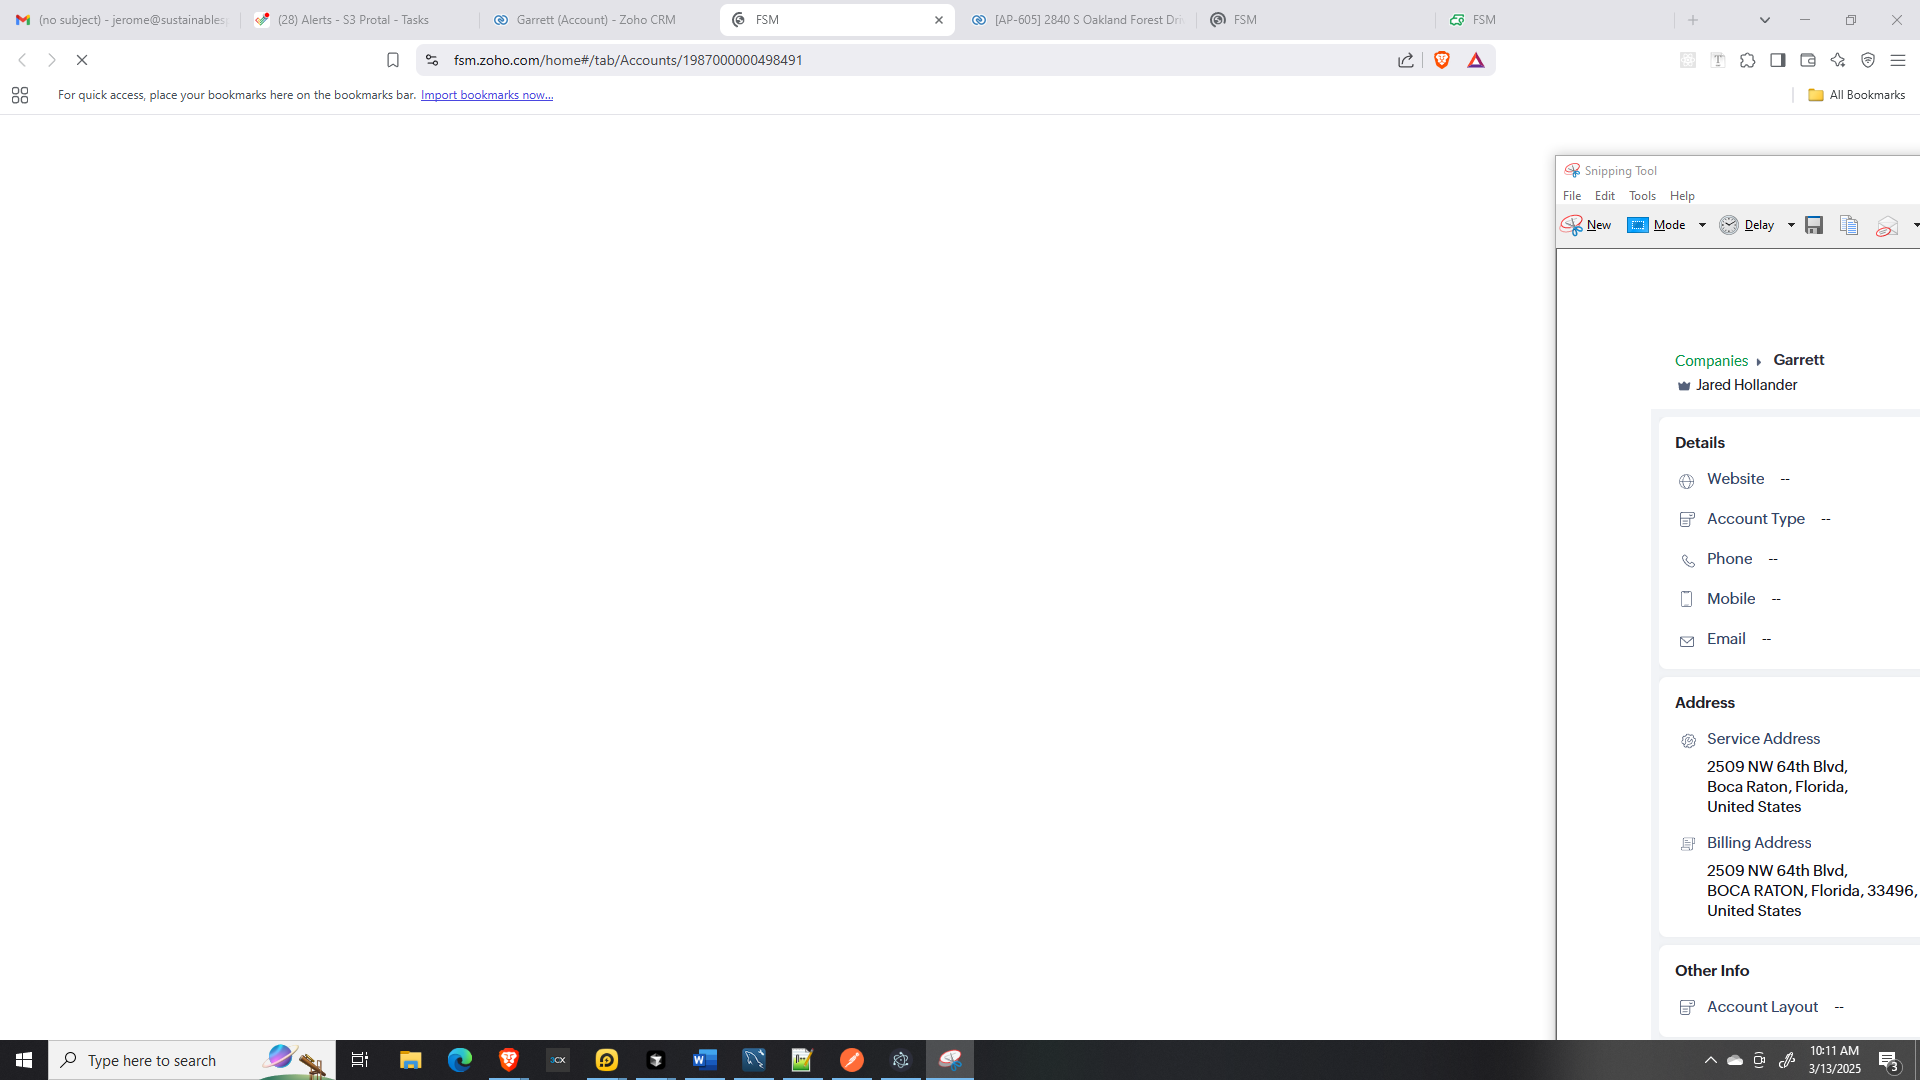 (no subject) - jerome@sustainables
(28) Alerts - S3 Protal - Tasks
Garrett (Account) - Zoho CRM
FSM
[AP-605] 2840 S Oakland Forest Dri
FSM
FSM
fsm.zoho.com/home#/tab/Accounts/1987000000498491
For quick access, place your bookmarks here on the bookmarks bar. Import bookmarks now...
All Bookmarks
Snipping Tool
File Edit Tools Help
New Mode Delay
Companies Garrett
Jared Hollander
Details
Website --
Account Type --
Phone --
Mobile --
Email --
Address
Service Address
2509 NW 64th Blvd,
Boca Raton, Florida,
United States
Billing Address
2509 NW 64th Blvd,
BOCA RATON, Florida, 33496,
United States
Other Info
Account Layout --
Type here to search
3CX
10:11 AM
3/13/2025
3